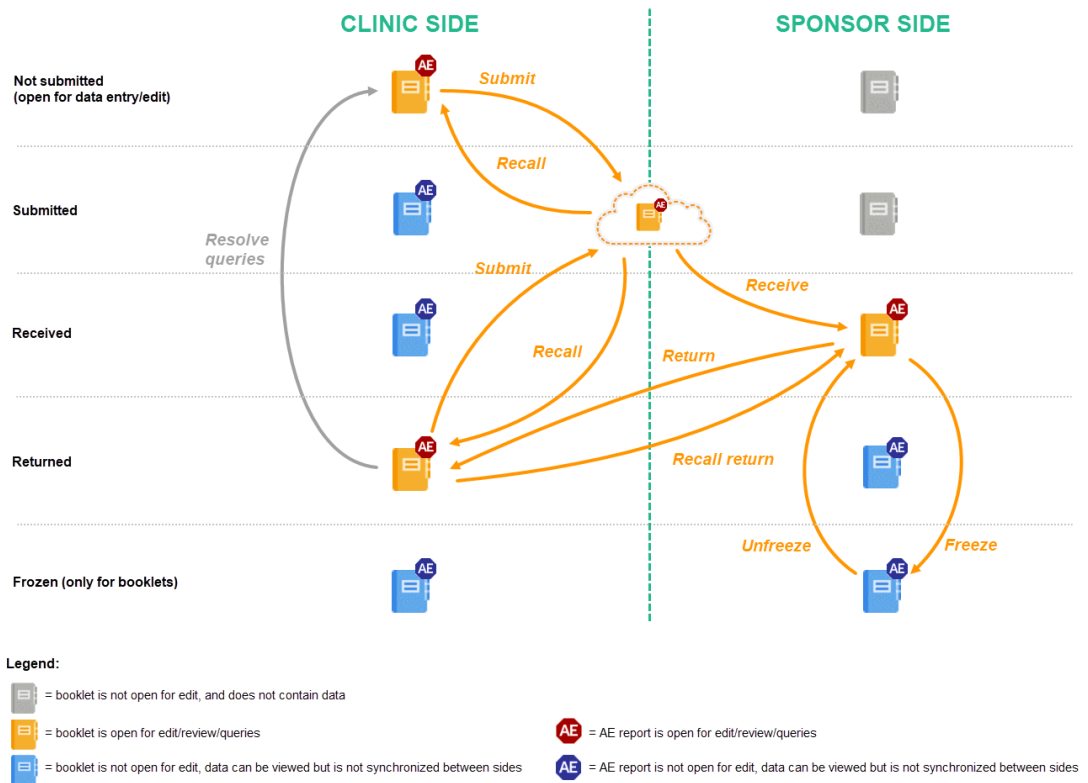 CLINIC SIDE
SPONSOR SIDE
Not submitted
(open for data entry/edit)
AE
Submit
Recall
Submitted
AE
AE
Resolve
queries
Submit
Receive
Received
AE
AE
Recall
Return
Returned
AE
AE
Recall return
Unfreeze
Freeze
Frozen (only for booklets)
AE
AE
Legend:
= booklet is not open for edit, and does not contain data
= booklet is open for edit/review/queries
AE = AE report is open for edit/review/queries
= booklet is not open for edit, data can be viewed but is not synchronized between sides
AE = AE report is not open for edit, data can be viewed but is not synchronized between sides